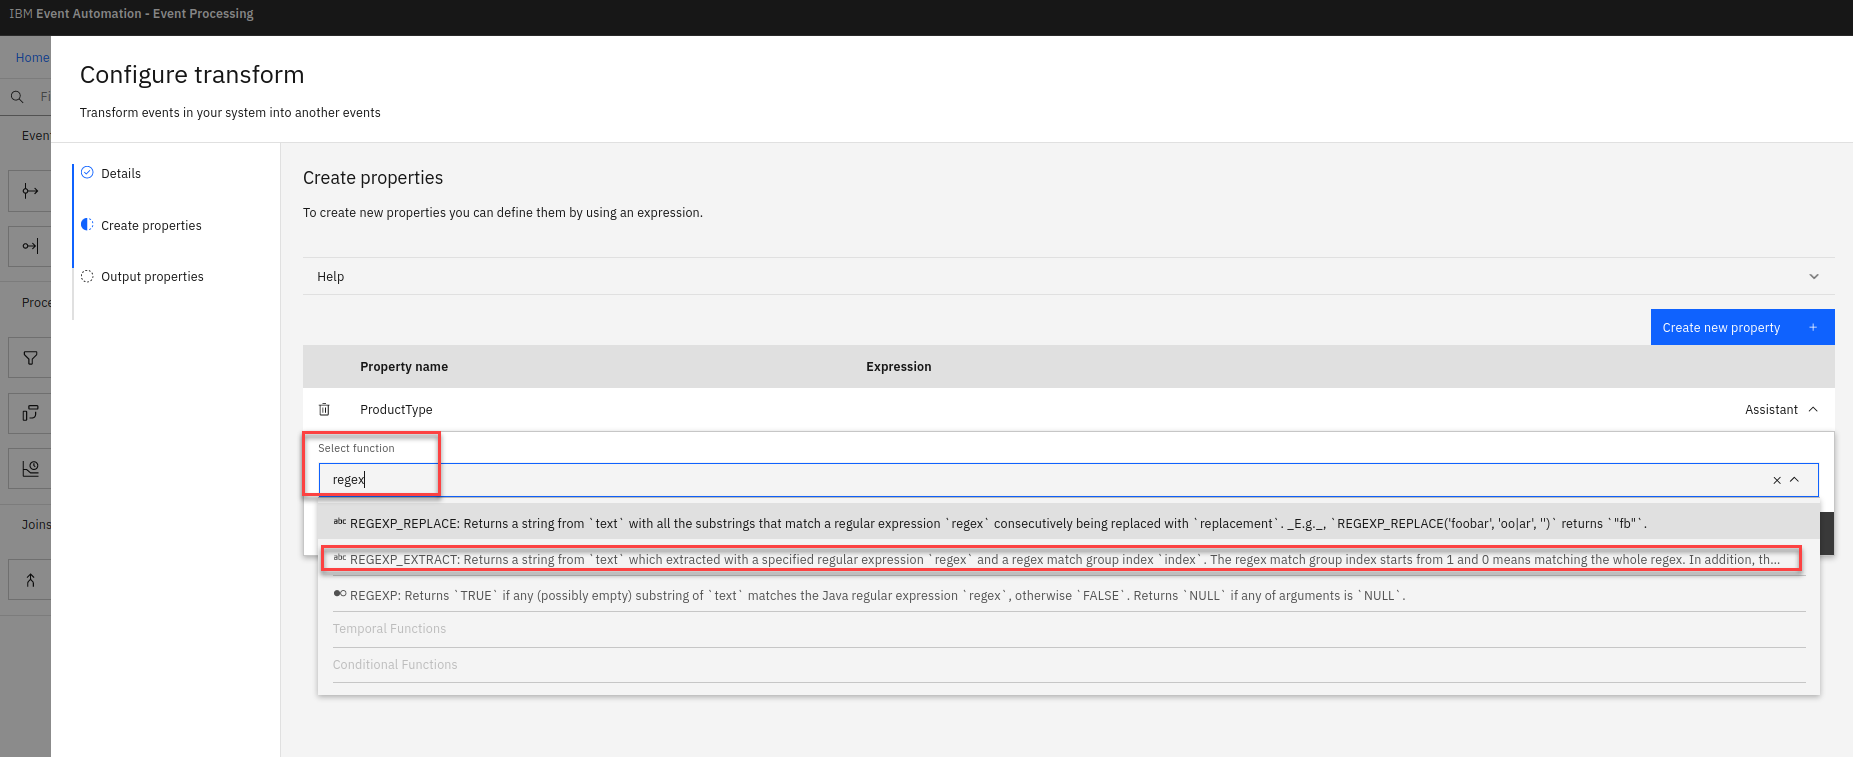 IBM Event Automation - Event Processing
Home
Configure transform
Fi
Transform events in your system into another events
Even
Details
Create properties
To create new properties you can define them by using an expression.
Create properties
Output properties
Help
Proce
Create new property +
Property name Expression
ProductType Assistant
Select function
regex
abc REGEXP_REPLACE: Returns a string from `text` with all the substrings that match a regular expression `regex` consecutively being replaced with `replacement`. _E.g._, `REGEXP_REPLACE('foobar', 'oo|ar', '')` returns `"fb"`.
Joins
abc REGEXP_EXTRACT: Returns a string from `text` which extracted with a specified regular expression `regex` and a regex match group index `index`. The regex match group index starts from 1 and 0 means matching the whole regex. In addition, th...
REGEXP: Returns `TRUE` if any (possibly empty) substring of `text` matches the Java regular expression `regex`, otherwise `FALSE`. Returns `NULL` if any of arguments is `NULL`.
Temporal Functions
Conditional Functions